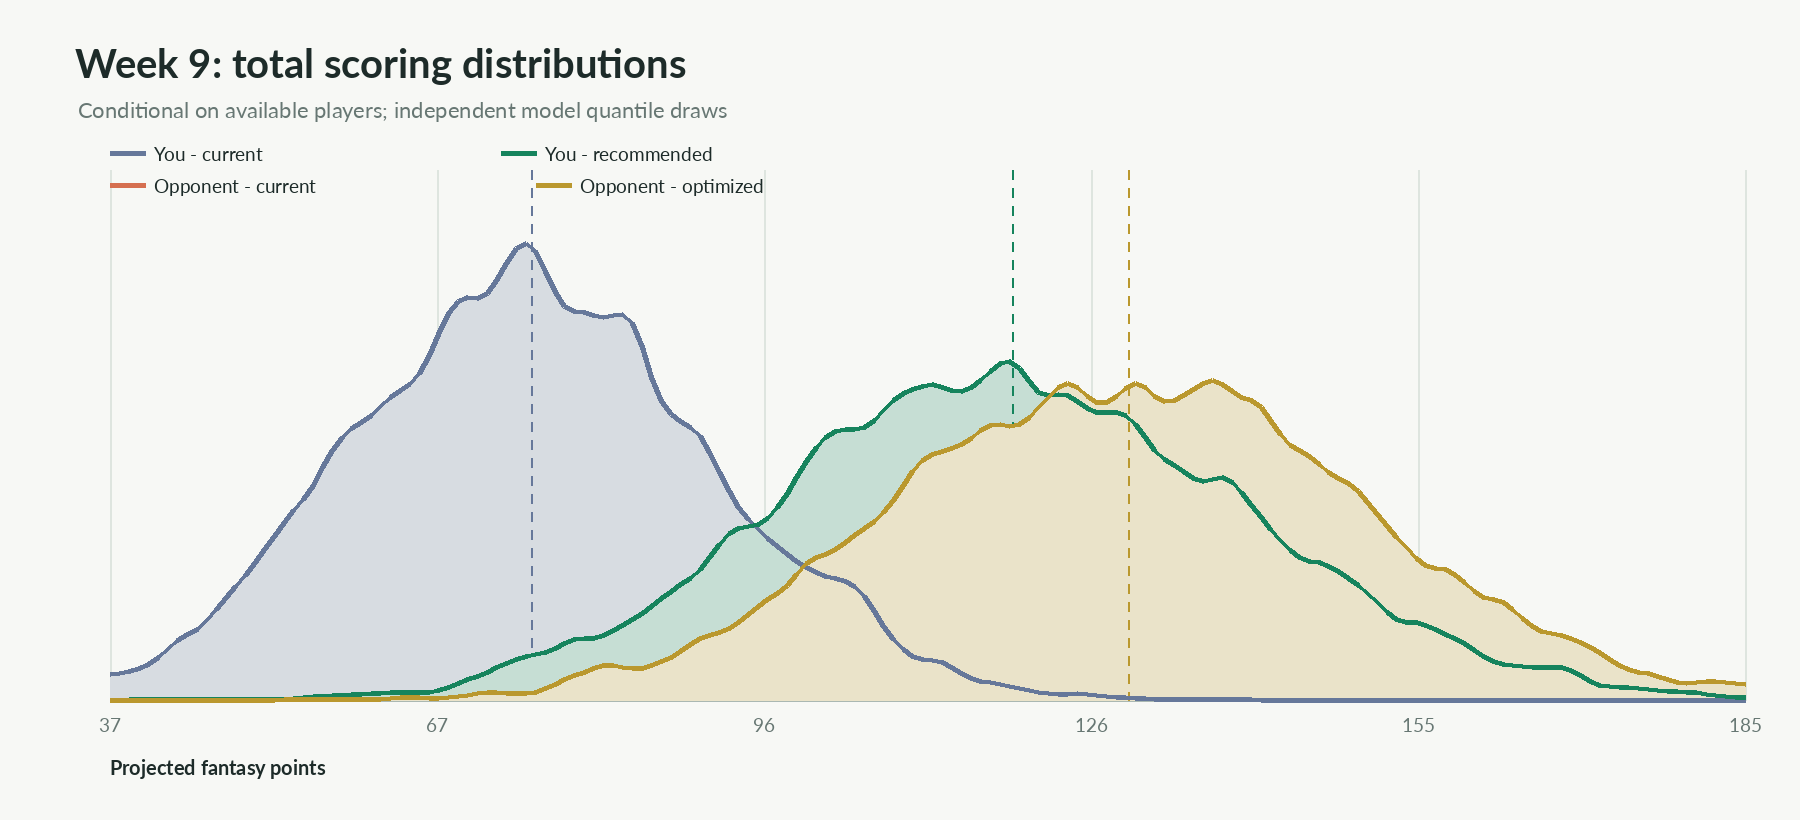 Week 9: total scoring distributions
Conditional on available players; independent model quantile draws
You - current
You - recommended
Opponent - current
Opponent - optimized
37 67 96 126 155 185
Projected fantasy points